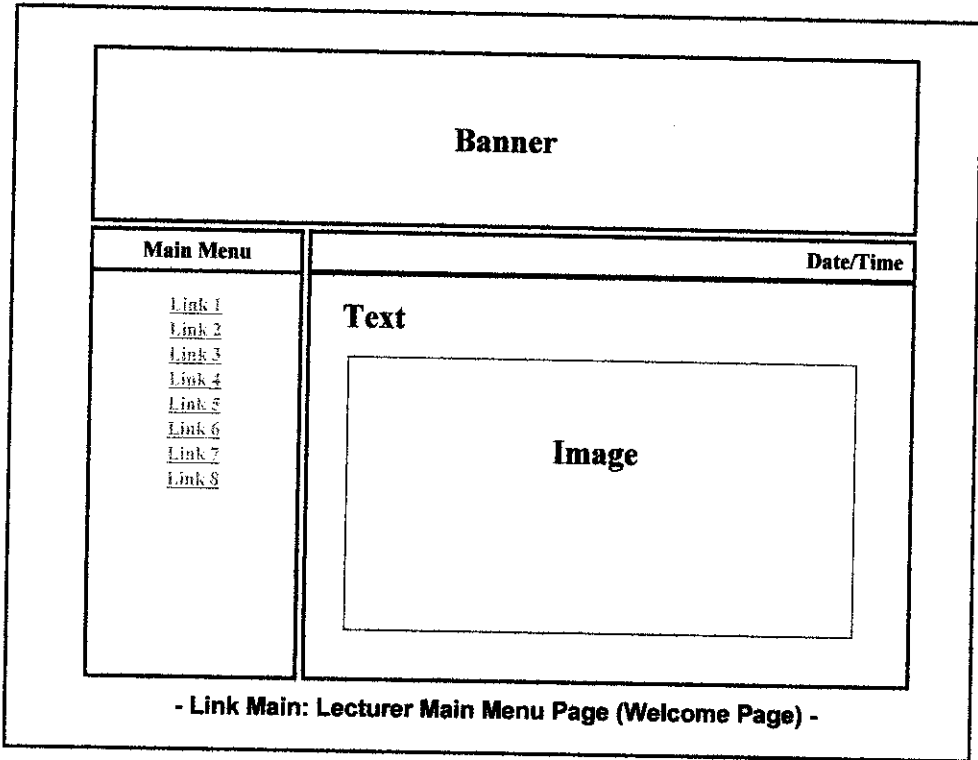 Banner
Main Menu
Link 1
Link 2
Link 3
Link 4
Link 5
Link 6
Link 7
Link 8
Date/Time
Text
Image
- Link Main: Lecturer Main Menu Page (Welcome Page) -